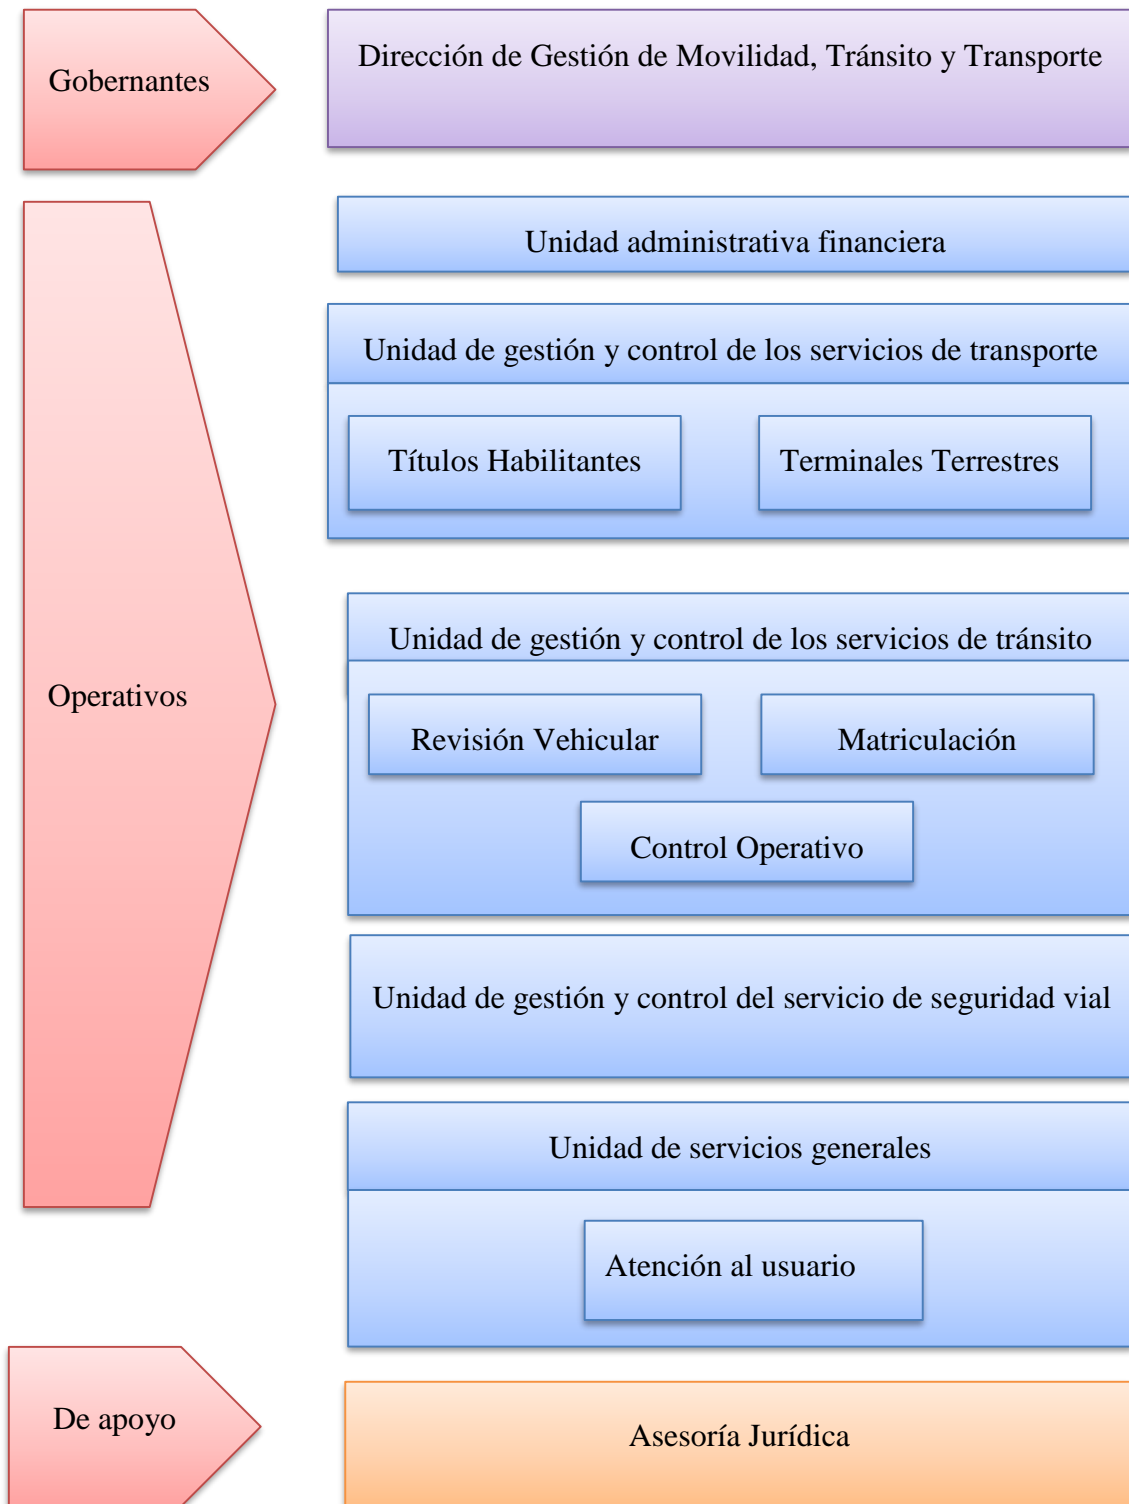 Gobernantes
Dirección de Gestión de Movilidad, Tránsito y Transporte
Unidad administrativa financiera
Unidad de gestión y control de los servicios de transporte
Títulos Habilitantes
Terminales Terrestres
Operativos
Unidad de gestión y control de los servicios de tránsito
Revisión Vehicular
Matriculación
Control Operativo
Unidad de gestión y control del servicio de seguridad vial
Unidad de servicios generales
Atención al usuario
De apoyo
Asesoría Jurídica